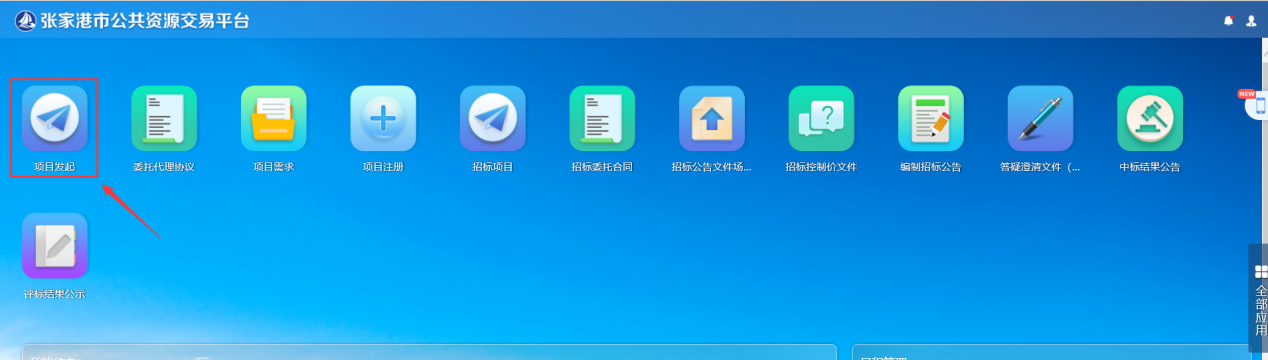 张家港市公共资源交易平台
NEW
项目发起
委托代理协议
项目需求
项目注册
招标项目
招标委托合同
招标公告文件场...
招标控制价文件
编制招标公告
答疑澄清文件（...
中标结果公告
评标结果公示
全部应用